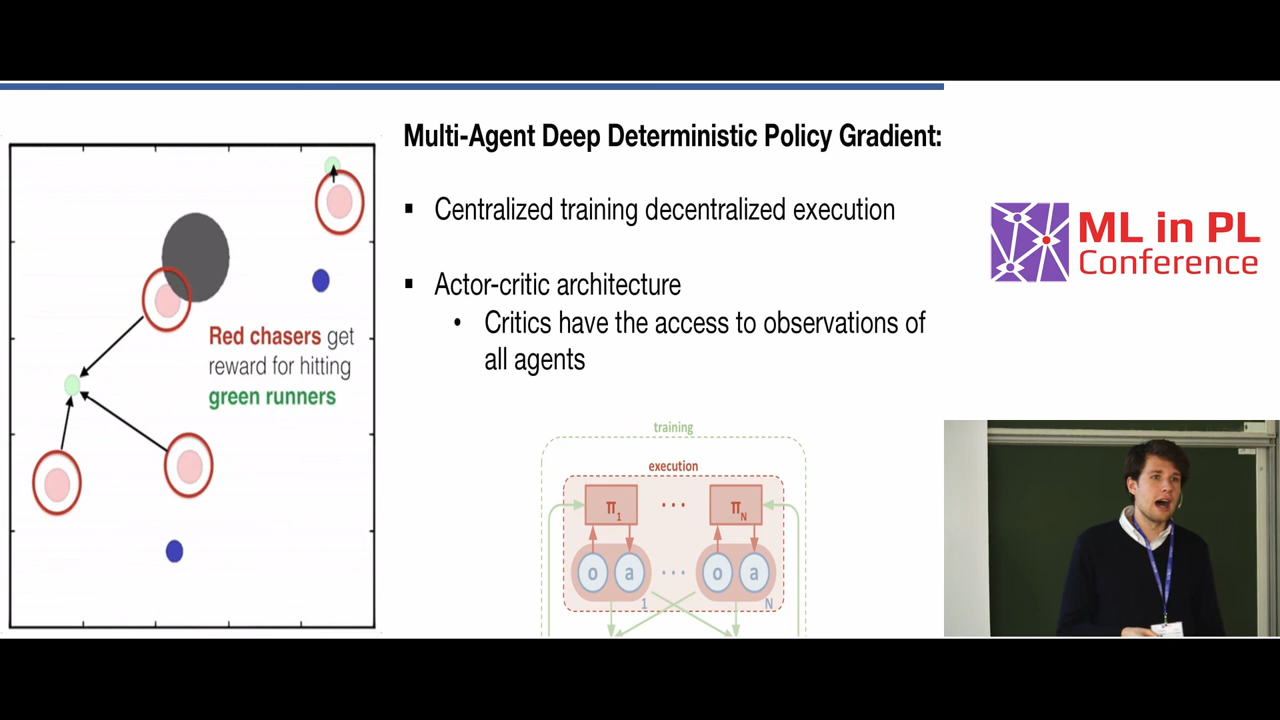 Multi-Agent Deep Deterministic Policy Gradient:
▪ Centralized training decentralized execution
▪ Actor-critic architecture
• Critics have the access to observations of
all agents
Red chasers get
reward for hitting
green runners
training
execution
π1 ... πN
o a ... o a
1 N
ML in PL
Conference